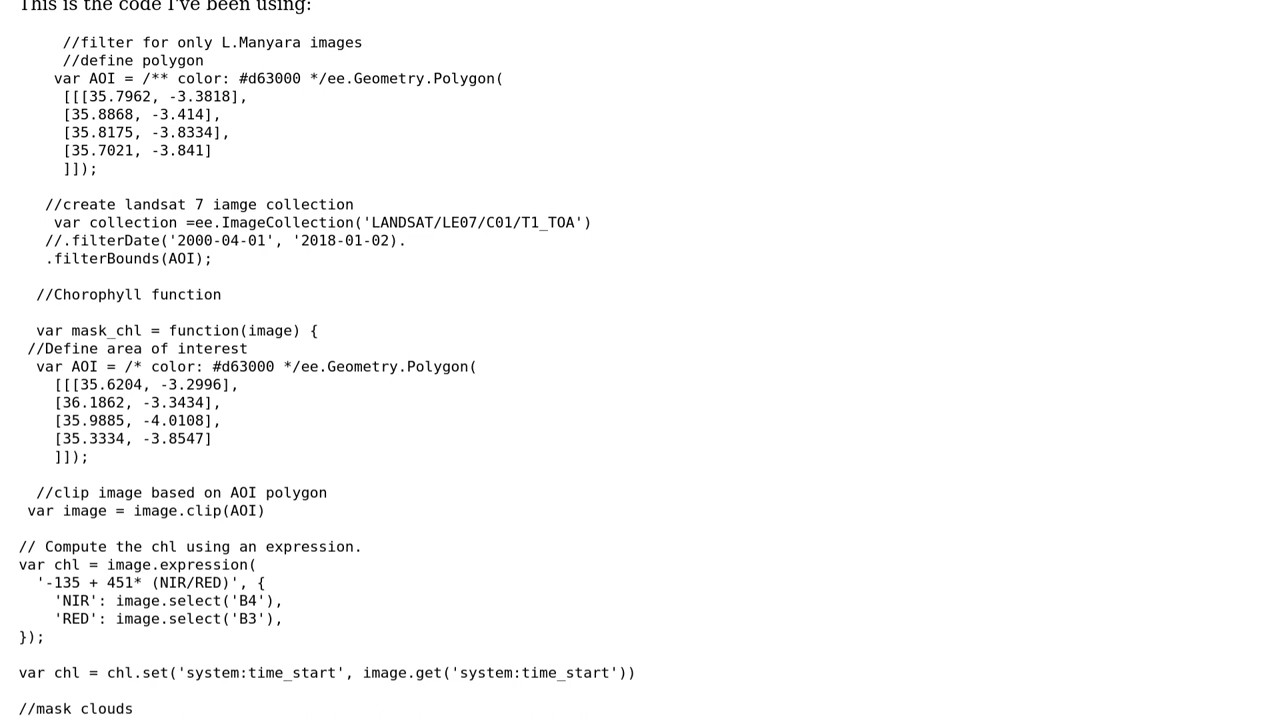 This is the code I've been using:
//filter for only L.Manyara images
//define polygon
var AOI = /** color: #d63000 */ee.Geometry.Polygon(
[[[35.7962, -3.3818],
[35.8868, -3.414],
[35.8175, -3.8334],
[35.7021, -3.841]
]]);
//create landsat 7 iamge collection
var collection =ee.ImageCollection('LANDSAT/LE07/C01/T1_TOA')
//.filterDate('2000-04-01', '2018-01-02).
.filterBounds(AOI);
//Chorophyll function
var mask_chl = function(image) {
//Define area of interest
var AOI = /* color: #d63000 */ee.Geometry.Polygon(
[[[35.6204, -3.2996],
[36.1862, -3.3434],
[35.9885, -4.0108],
[35.3334, -3.8547]
]]);
//clip image based on AOI polygon
var image = image.clip(AOI)
// Compute the chl using an expression.
var chl = image.expression(
'-135 + 451* (NIR/RED)', {
'NIR': image.select('B4'),
'RED': image.select('B3'),
});
var chl = chl.set('system:time_start', image.get('system:time_start'))
//mask clouds